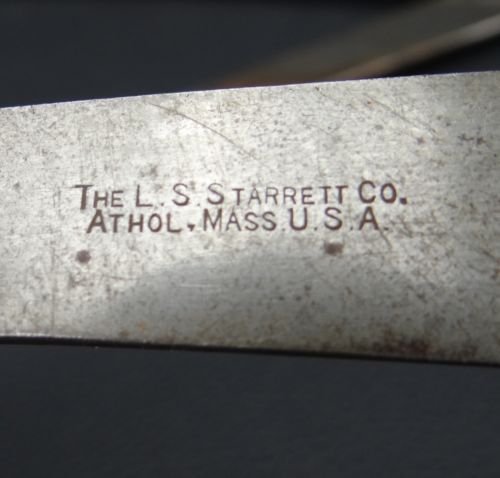 THE L. S. STARRETT CO.
ATHOL, MASS. U.S.A.